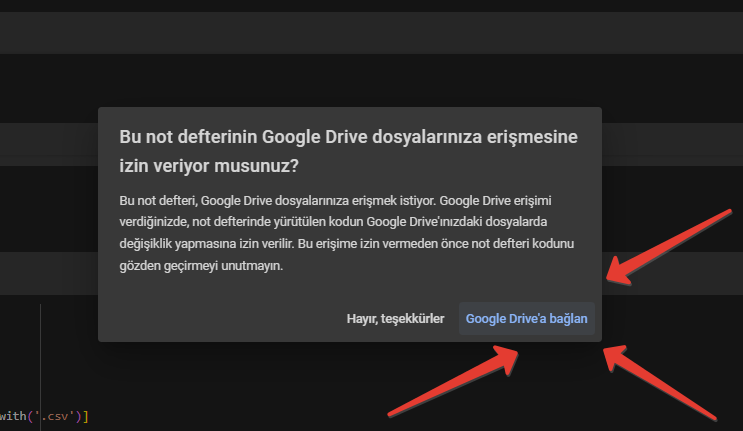 Bu not defterinin Google Drive dosyalarınıza erişmesine
izin veriyor musunuz?
Bu not defteri, Google Drive dosyalarınıza erişmek istiyor. Google Drive erişimi
verdiğinizde, not defterinde yürütülen kodun Google Drive'ınızdaki dosyalarda
değişiklik yapmasına izin verilir. Bu erişime izin vermeden önce not defteri kodunu
gözden geçirmeyi unutmayın.
Hayır, teşekkürler Google Drive'a bağlan
with('.csv')]